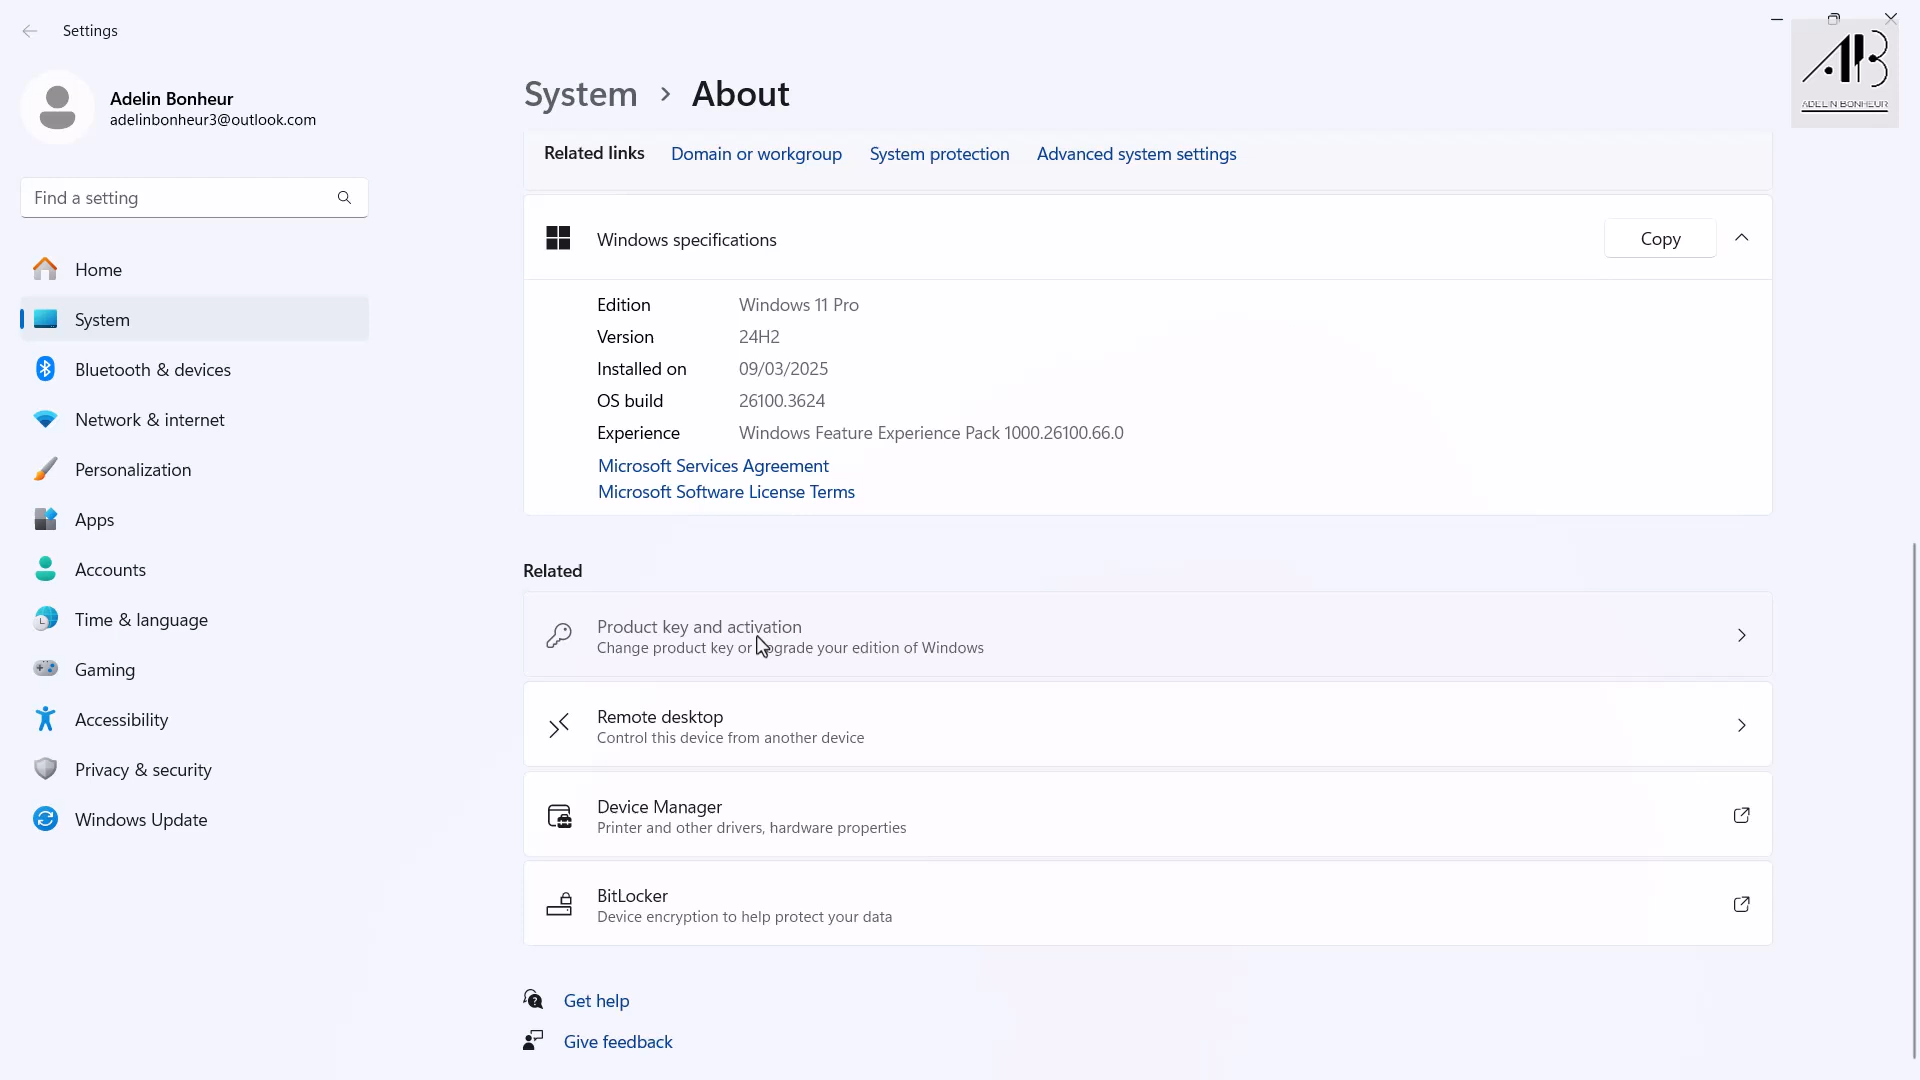 Settings
Adelin Bonheur
adelinbonheur3@outlook.com
Find a setting
Home
System
Bluetooth & devices
Network & internet
Personalization
Apps
Accounts
Time & language
Gaming
Accessibility
Privacy & security
Windows Update
System > About
ADELIN BONHEUR
Related links Domain or workgroup System protection Advanced system settings
Windows specifications Copy
Edition Windows 11 Pro
Version 24H2
Installed on 09/03/2025
OS build 26100.3624
Experience Windows Feature Experience Pack 1000.26100.66.0
Microsoft Services Agreement
Microsoft Software License Terms
Related
Product key and activation
Change product key or upgrade your edition of Windows
Remote desktop
Control this device from another device
Device Manager
Printer and other drivers, hardware properties
BitLocker
Device encryption to help protect your data
Get help
Give feedback